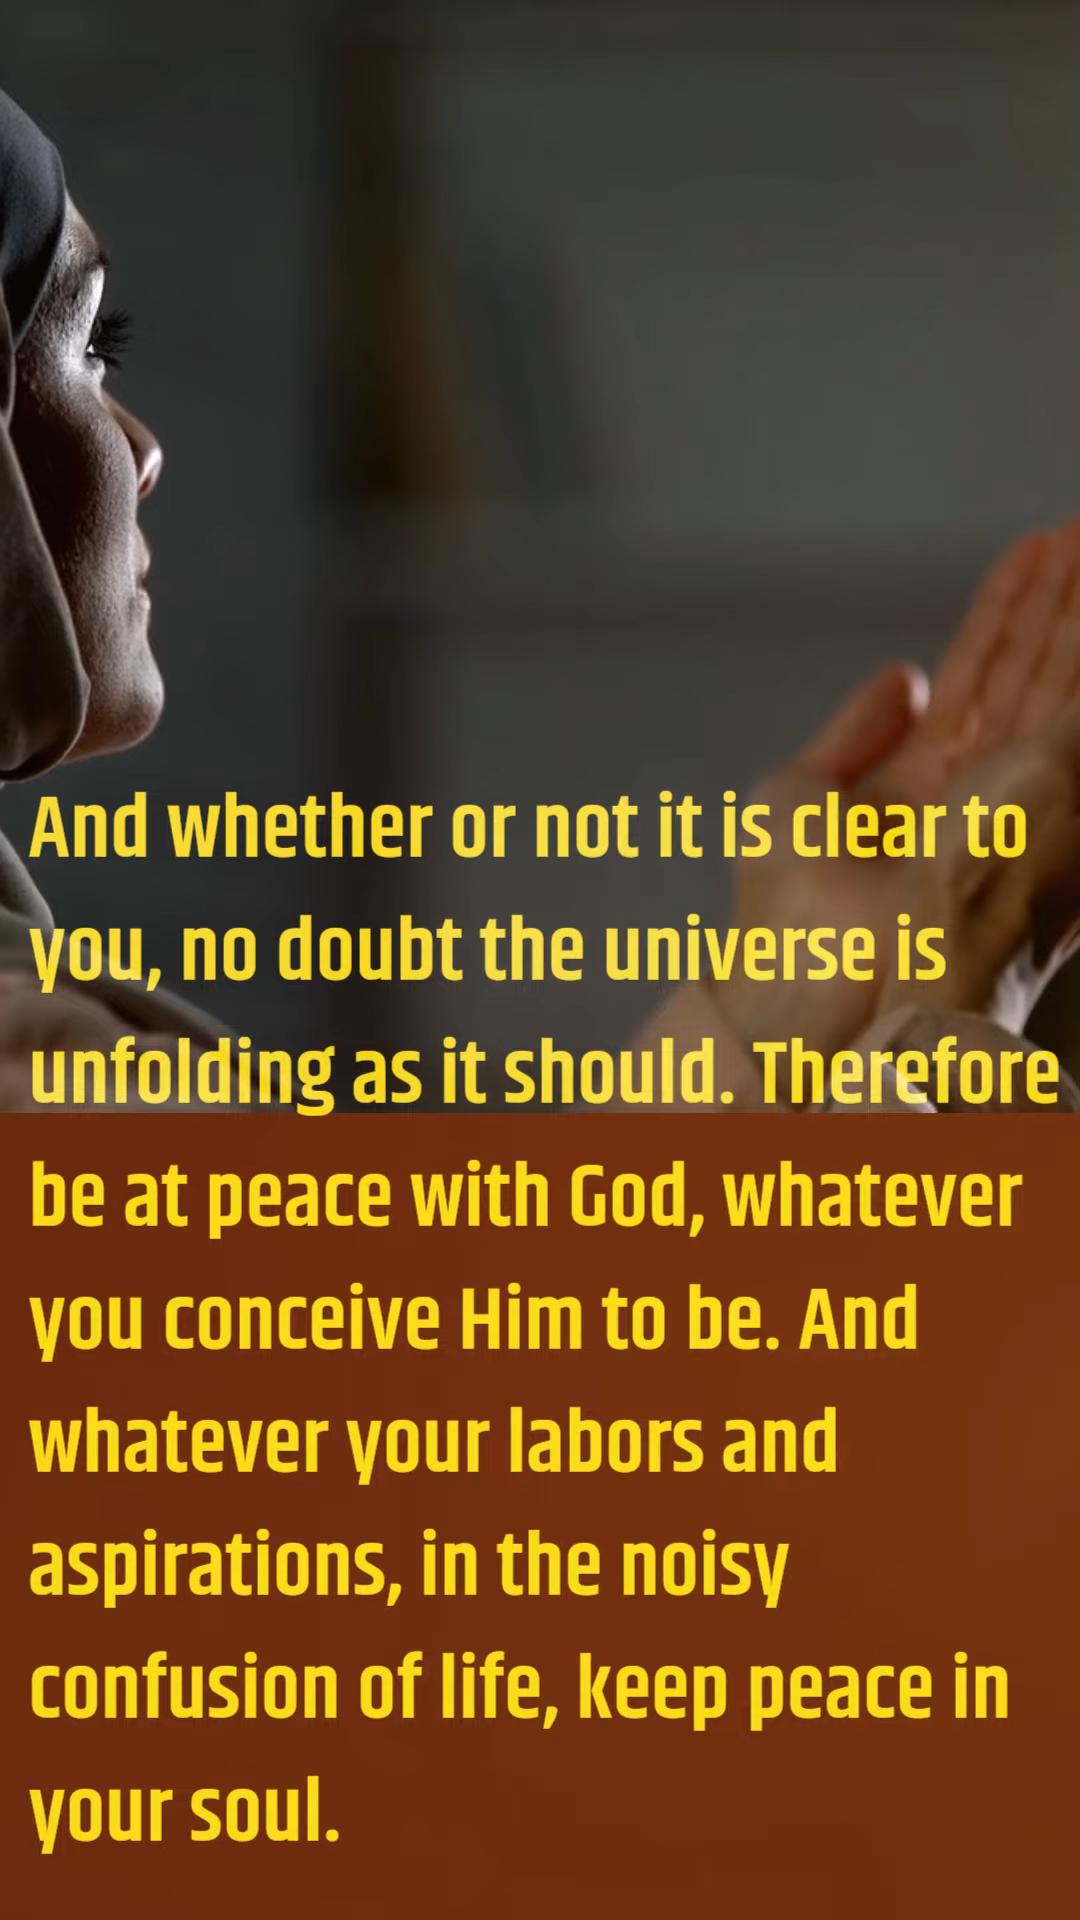 And whether or not it is clear to
you, no doubt the universe is
unfolding as it should. Therefore
be at peace with God, whatever
you conceive Him to be. And
whatever your labors and
aspirations, in the noisy
confusion of life, keep peace in
your soul.